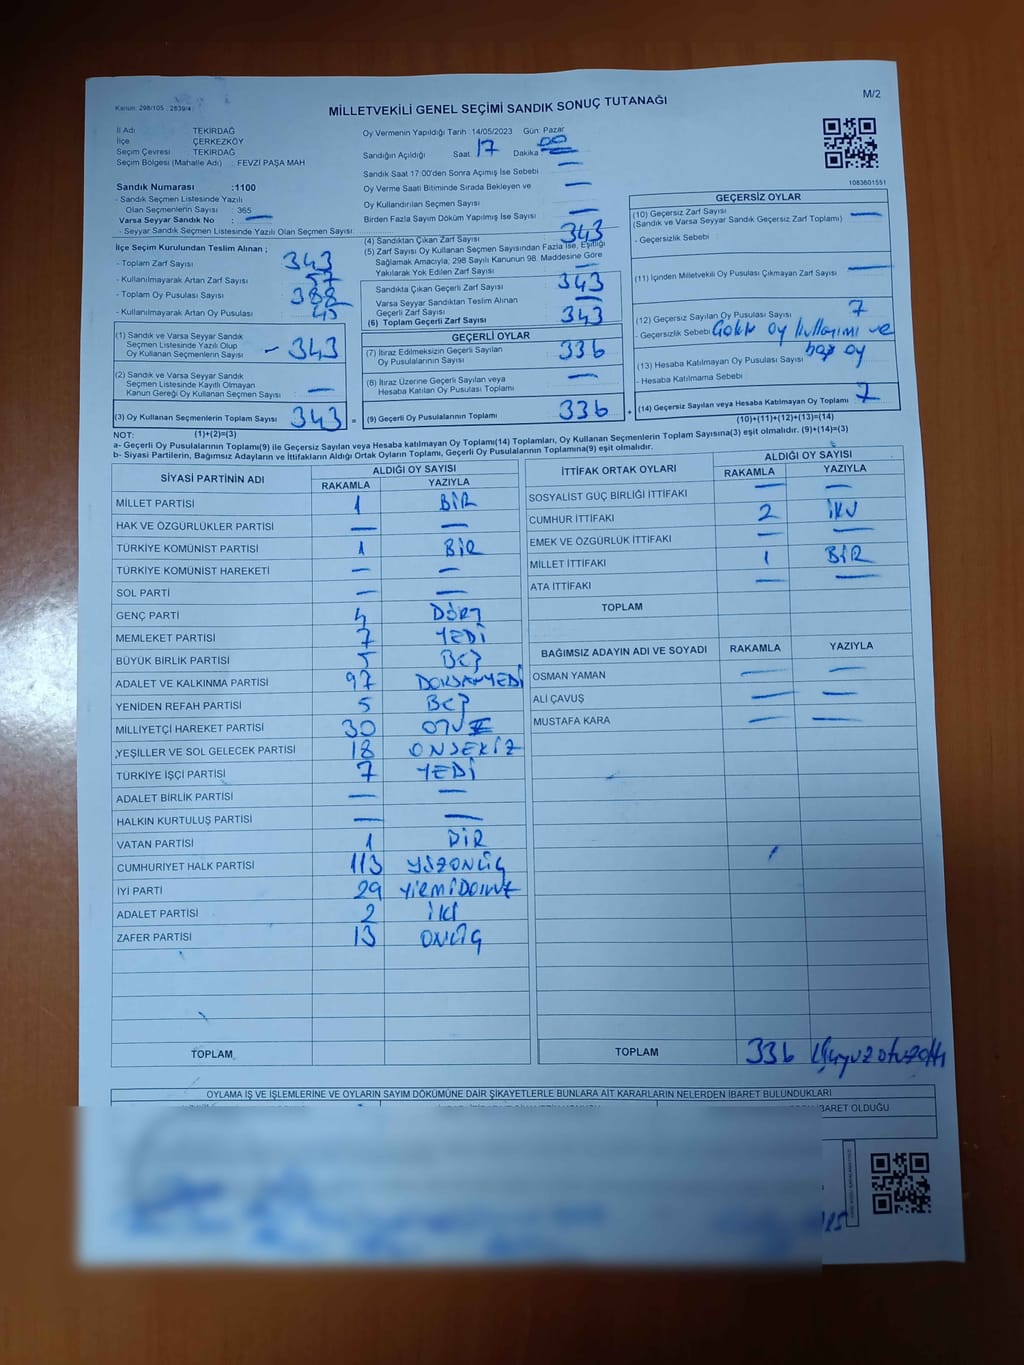 Kanun: 298/105 , 2839/4
MİLLETVEKİLİ GENEL SEÇİMİ SANDIK SONUÇ TUTANAĞI
M/2
İl Adı TEKİRDAĞ
İlçe ÇERKEZKÖY
Seçim Çevresi TEKİRDAĞ
Seçim Bölgesi (Mahalle Adı) : FEVZİ PAŞA MAH
Sandık Numarası :1100
- Sandık Seçmen Listesinde Yazılı
Olan Seçmenlerin Sayısı : 365
Varsa Seyyar Sandık No : —
- Seyyar Sandık Seçmen Listesinde Yazılı Olan Seçmen Sayısı:
Oy Vermenin Yapıldığı Tarih : 14/05/2023 Gün: Pazar
Sandığın Açıldığı Saat 17 Dakika 00
Sandık Saat 17:00'den Sonra Açımış İse Sebebi —
Oy Verme Saati Bitiminde Sırada Bekleyen ve —
Oy Kullandırılan Seçmen Sayısı —
Birden Fazla Sayım Döküm Yapılmış İse Sayısı
1083601551
İlçe Seçim Kurulundan Teslim Alınan ;
- Toplam Zarf Sayısı 343
- Kullanılmayarak Artan Zarf Sayısı 57
- Toplam Oy Pusulası Sayısı 388
- Kullanılmayarak Artan Oy Pusulası 45
(4) Sandıktan Çıkan Zarf Sayısı 343
(5) Zarf Sayısı Oy Kullanan Seçmen Sayısından Fazla İse, Eşitliği
Sağlamak Amacıyla; 298 Sayılı Kanunun 98. Maddesine Göre
Yakılarak Yok Edilen Zarf Sayısı —
Sandıkta Çıkan Geçerli Zarf Sayısı 343
Varsa Seyyar Sandıktan Teslim Alınan
Geçerli Zarf Sayısı —
(6) Toplam Geçerli Zarf Sayısı 343
GEÇERSİZ OYLAR
(10) Geçersiz Zarf Sayısı —
(Sandık ve Varsa Seyyar Sandık Geçersiz Zarf Toplamı)
- Geçersizlik Sebebi :
(11) İçinden Milletvekili Oy Pusulası Çıkmayan Zarf Sayısı —
(12) Geçersiz Sayılan Oy Pusulası Sayısı 7
- Geçersizlik Sebebi oy kullanımı ve
boş oy
(13) Hesaba Katılmayan Oy Pusulası Sayısı
- Hesaba Katılmama Sebebi :
(14) Geçersiz Sayılan veya Hesaba Katılmayan Oy Toplamı 7
(10)+(11)+(12)+(13)=(14)
(1) Sandık ve Varsa Seyyar Sandık
Seçmen Listesinde Yazılı Olup
Oy Kullanan Seçmenlerin Sayısı – 343
(2) Sandık ve Varsa Seyyar Sandık
Seçmen Listesinde Kayıtlı Olmayan
Kanun Gereği Oy Kullanan Seçmen Sayısı —
(3) Oy Kullanan Seçmenlerin Toplam Sayısı 343 =
(1)+(2)=(3)
GEÇERLİ OYLAR
(7) İtiraz Edilmeksizin Geçerli Sayılan
Oy Pusulalarının Sayısı 336
(8) İtiraz Üzerine Geçerli Sayılan veya
Hesaba Katılan Oy Pusulası Toplamı —
(9) Geçerli Oy Pusulalarının Toplamı 336 +
NOT:
a- Geçerli Oy Pusulalarının Toplamı(9) ile Geçersiz Sayılan veya Hesaba katılmayan Oy Toplamı(14) Toplamları, Oy Kullanan Seçmenlerin Toplam Sayısına(3) eşit olmalıdır. (9)+(14)=(3)
b- Siyasi Partilerin, Bağımsız Adayların ve İttifakların Aldığı Ortak Oyların Toplamı, Geçerli Oy Pusulalarının Toplamına(9) eşit olmalıdır.
SİYASİ PARTİNİN ADI ALDIĞI OY SAYISI
RAKAMLA YAZIYLA
MİLLET PARTİSİ 1 BİR
HAK VE ÖZGÜRLÜKLER PARTİSİ — —
TÜRKİYE KOMÜNİST PARTİSİ 1 BİR
TÜRKİYE KOMÜNİST HAREKETİ — —
SOL PARTİ — —
GENÇ PARTİ 4 DÖRT
MEMLEKET PARTİSİ 7 YEDİ
BÜYÜK BİRLİK PARTİSİ 5 BEŞ
ADALET VE KALKINMA PARTİSİ 97 DOKSANYEDİ
YENİDEN REFAH PARTİSİ 5 BEŞ
MİLLİYETÇİ HAREKET PARTİSİ 30 OTUZ
YEŞİLLER VE SOL GELECEK PARTİSİ 18 ONSEKİZ
TÜRKİYE İŞÇİ PARTİSİ 7 YEDİ
ADALET BİRLİK PARTİSİ — —
HALKIN KURTULUŞ PARTİSİ — —
VATAN PARTİSİ 1 BİR
CUMHURİYET HALK PARTİSİ 113 YÜZONÜÇ
İYİ PARTİ 29
ADALET PARTİSİ 2 İKİ
ZAFER PARTİSİ 13 ONÜÇ
TOPLAM
İTTİFAK ORTAK OYLARI ALDIĞI OY SAYISI
RAKAMLA YAZIYLA
SOSYALİST GÜÇ BİRLİĞİ İTTİFAKI — —
CUMHUR İTTİFAKI 2 İKİ
EMEK VE ÖZGÜRLÜK İTTİFAKI — —
MİLLET İTTİFAKI 1 BİR
ATA İTTİFAKI — —
TOPLAM
BAĞIMSIZ ADAYIN ADI VE SOYADI RAKAMLA YAZIYLA
OSMAN YAMAN — —
ALİ ÇAVUŞ — —
MUSTAFA KARA — —
TOPLAM 336 Üçyüzotuzaltı
OYLAMA İŞ VE İŞLEMLERİNE VE OYLARIN SAYIM DÖKÜMÜNE DAİR ŞİKAYETLERLE BUNLARA AİT KARARLARIN NELERDEN İBARET BULUNDUKLARI
İBARET OLDUĞU